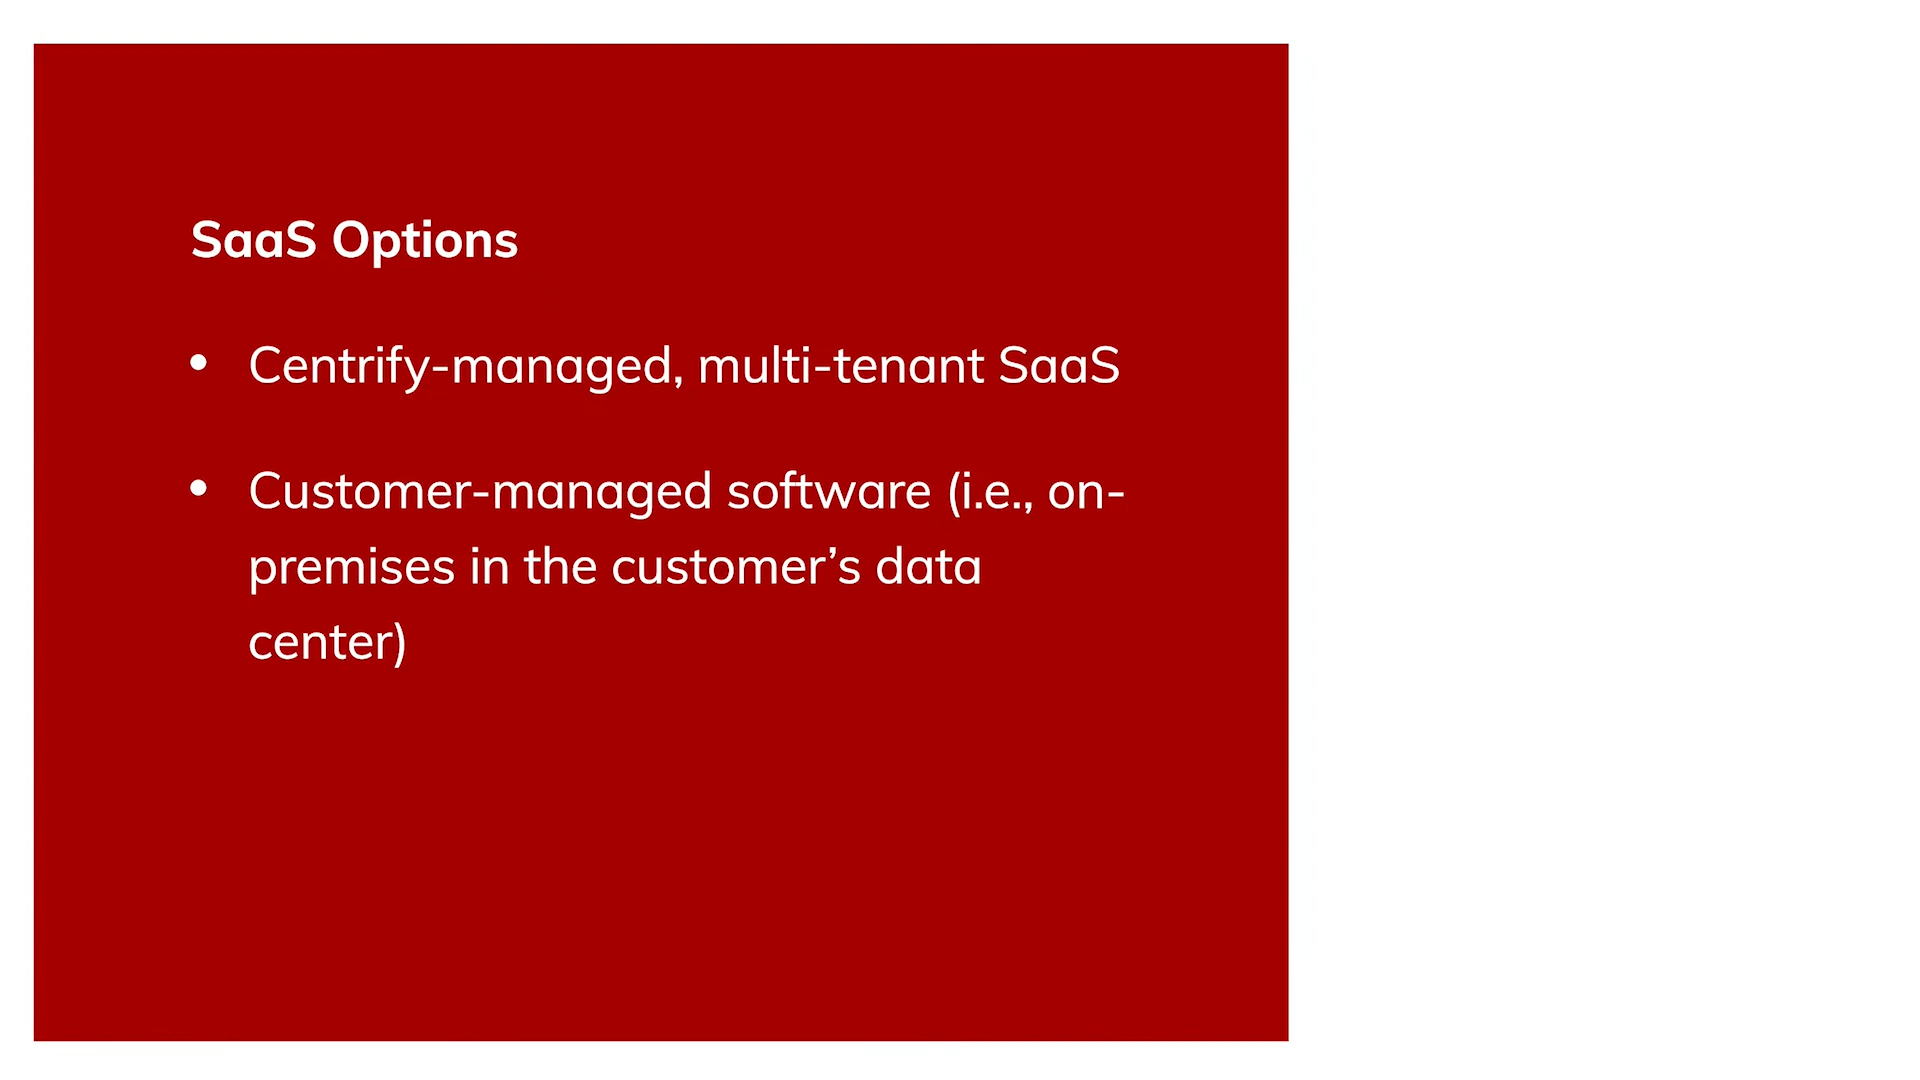 SaaS Options
• Centrify-managed, multi-tenant SaaS
• Customer-managed software (i.e., on-
premises in the customer’s data
center)